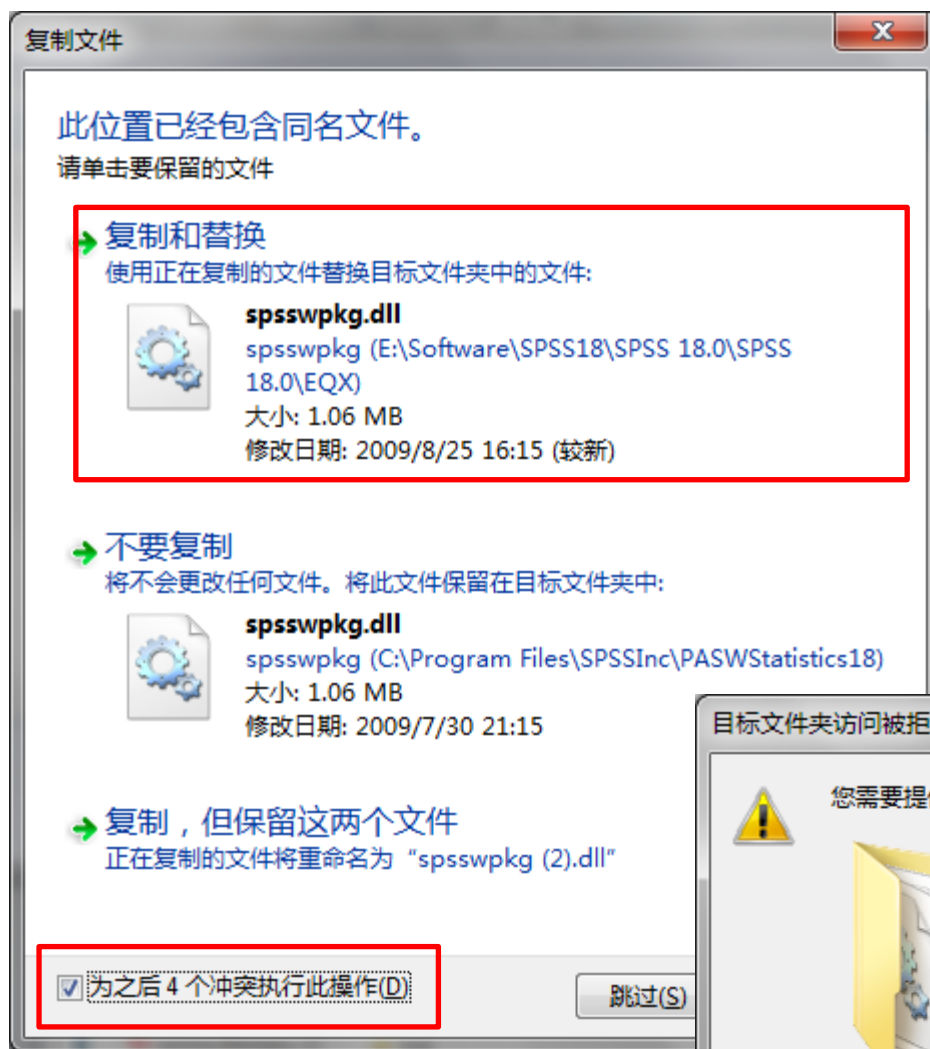 复制文件
此位置已经包含同名文件。
请单击要保留的文件
复制和替换
使用正在复制的文件替换目标文件夹中的文件:
spsswpkg.dll
spsswpkg (E:\Software\SPSS18\SPSS 18.0\SPSS
18.0\EQX)
大小: 1.06 MB
修改日期: 2009/8/25 16:15 (较新)
不要复制
将不会更改任何文件。将此文件保留在目标文件夹中:
spsswpkg.dll
spsswpkg (C:\Program Files\SPSSInc\PASWStatistics18)
大小: 1.06 MB
修改日期: 2009/7/30 21:15
复制，但保留这两个文件
正在复制的文件将重命名为“spsswpkg (2).dll”
为之后 4 个冲突执行此操作(D)
跳过(S)
目标文件夹访问被拒
您需要提